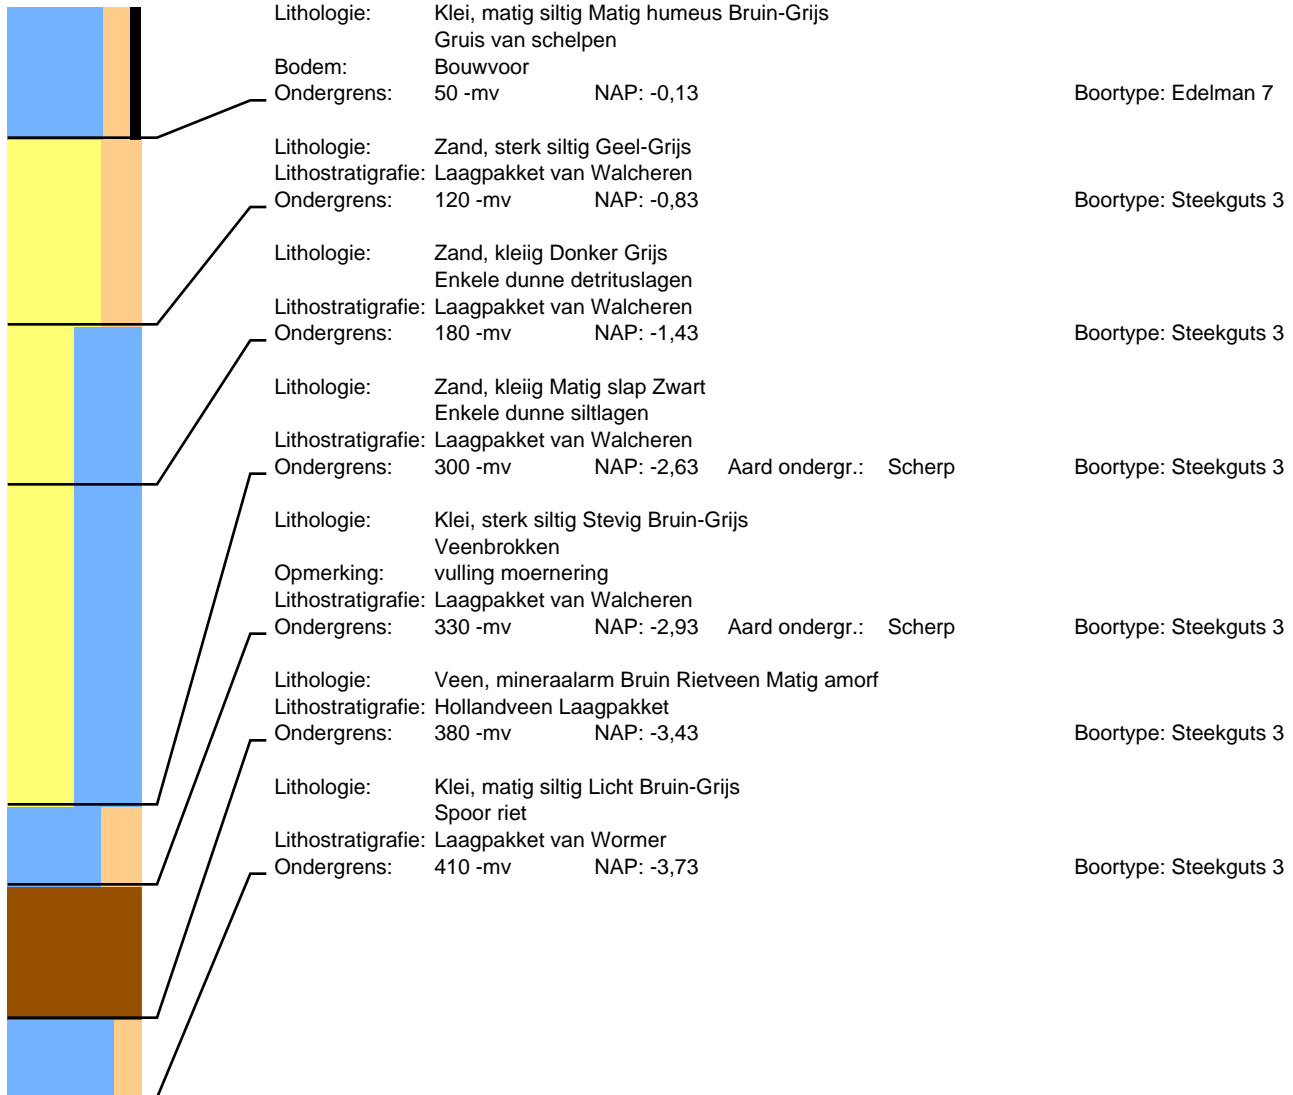 Lithologie: Klei, matig siltig Matig humeus Bruin-Grijs
Gruis van schelpen
Bodem: Bouwvoor
Ondergrens: 50 -mv NAP: -0,13 Boortype: Edelman 7
Lithologie: Zand, sterk siltig Geel-Grijs
Lithostratigrafie: Laagpakket van Walcheren
Ondergrens: 120 -mv NAP: -0,83 Boortype: Steekguts 3
Lithologie: Zand, kleiig Donker Grijs
Enkele dunne detrituslagen
Lithostratigrafie: Laagpakket van Walcheren
Ondergrens: 180 -mv NAP: -1,43 Boortype: Steekguts 3
Lithologie: Zand, kleiig Matig slap Zwart
Enkele dunne siltlagen
Lithostratigrafie: Laagpakket van Walcheren
Ondergrens: 300 -mv NAP: -2,63 Aard ondergr.: Scherp Boortype: Steekguts 3
Lithologie: Klei, sterk siltig Stevig Bruin-Grijs
Veenbrokken
Opmerking: vulling moernering
Lithostratigrafie: Laagpakket van Walcheren
Ondergrens: 330 -mv NAP: -2,93 Aard ondergr.: Scherp Boortype: Steekguts 3
Lithologie: Veen, mineraalarm Bruin Rietveen Matig amorf
Lithostratigrafie: Hollandveen Laagpakket
Ondergrens: 380 -mv NAP: -3,43 Boortype: Steekguts 3
Lithologie: Klei, matig siltig Licht Bruin-Grijs
Spoor riet
Lithostratigrafie: Laagpakket van Wormer
Ondergrens: 410 -mv NAP: -3,73 Boortype: Steekguts 3